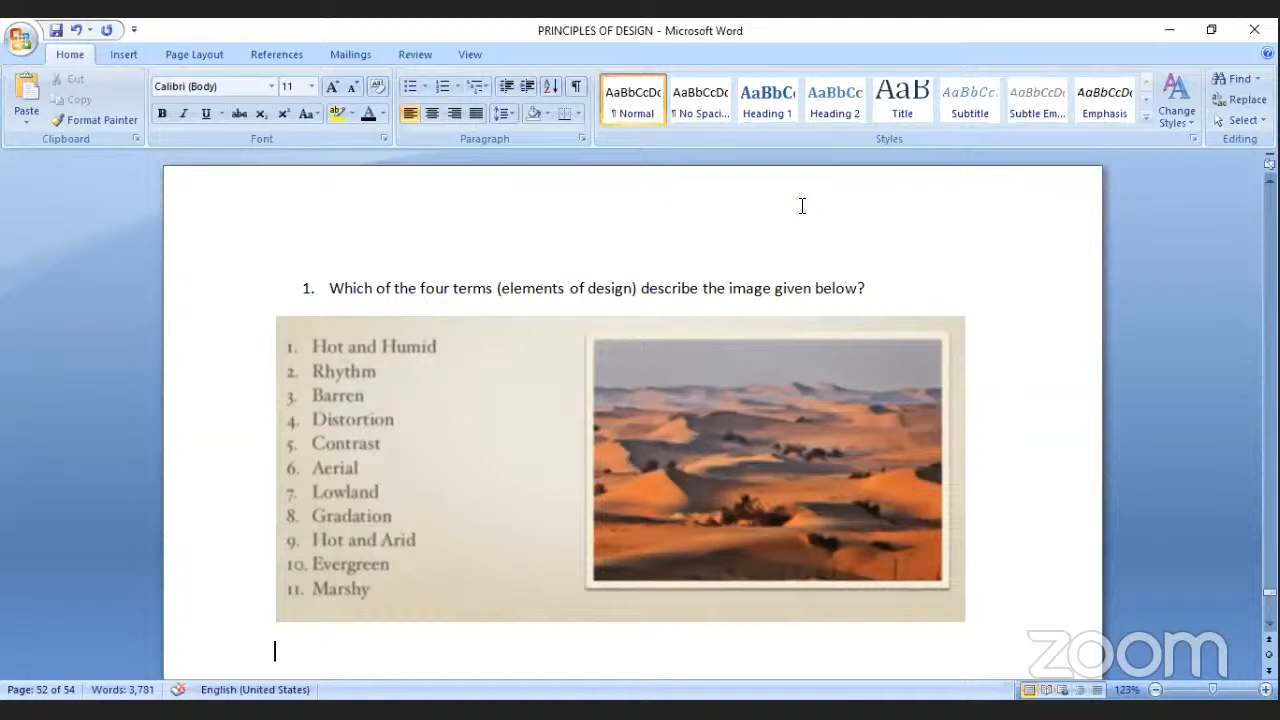 PRINCIPLES OF DESIGN - Microsoft Word
Home Insert Page Layout References Mailings Review View
Paste
Cut
Copy
Format Painter
Clipboard
Calibri (Body) 11
B I U abc x₂ x² Aa
Font
Paragraph
AaBbCcDc AaBbCcDc AaBbCc AaBbCc AaB AaBbCc. AaBbCcDc AaBbCcDc
¶ Normal ¶ No Spaci... Heading 1 Heading 2 Title Subtitle Subtle Em... Emphasis
Change Styles
Styles
Find
Replace
Select
Editing
1. Which of the four terms (elements of design) describe the image given below?
1. Hot and Humid
2. Rhythm
3. Barren
4. Distortion
5. Contrast
6. Aerial
7. Lowland
8. Gradation
9. Hot and Arid
10. Evergreen
11. Marshy
zoom
Page: 52 of 54 Words: 3,781 English (United States) 123%